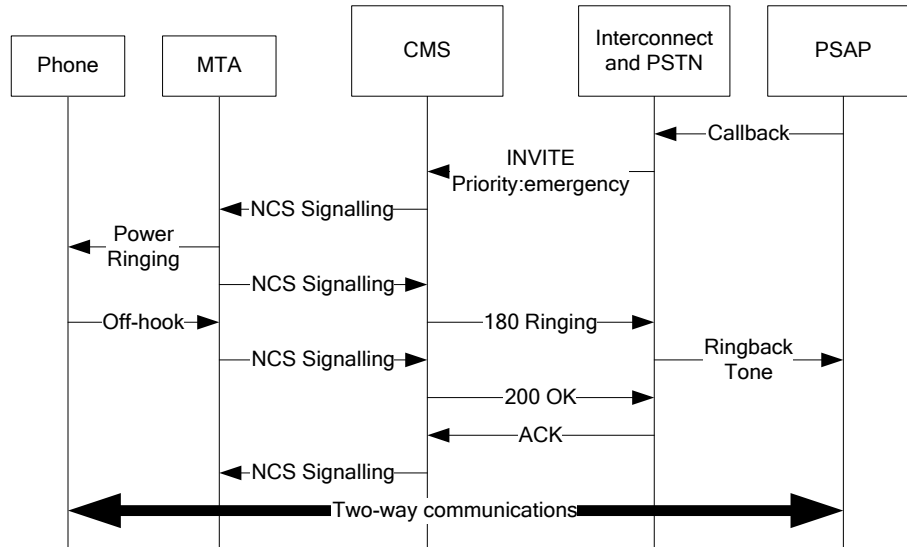 Phone
MTA
CMS
Interconnect
and PSTN
PSAP
Callback
INVITE
Priority:emergency
NCS Signalling
Power
Ringing
NCS Signalling
Off-hook
180 Ringing
NCS Signalling
Ringback
Tone
200 OK
ACK
NCS Signalling
Two-way communications